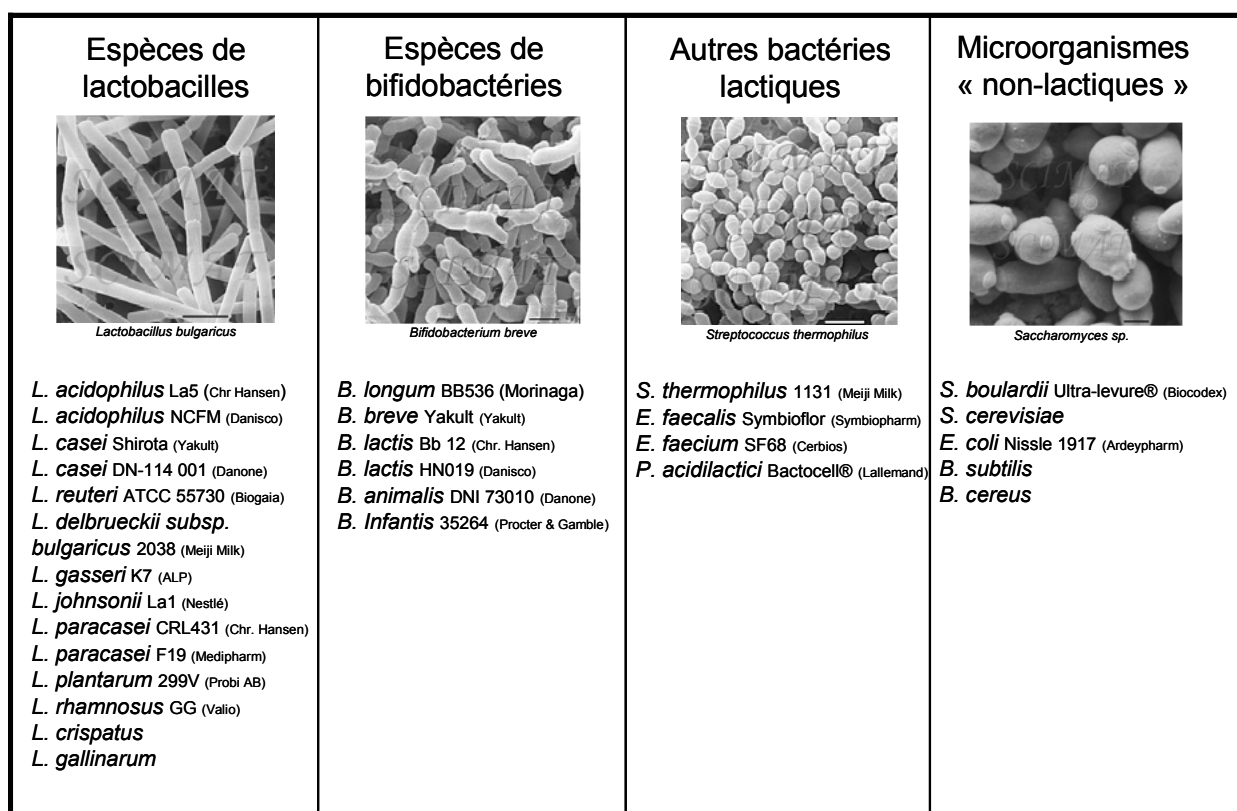 Espèces de
lactobacilles
Lactobacillus bulgaricus
L. acidophilus La5 (Chr Hansen)
L. acidophilus NCFM (Danisco)
L. casei Shirota (Yakult)
L. casei DN-114 001 (Danone)
L. reuteri ATCC 55730 (Biogaia)
L. delbrueckii subsp.
bulgaricus 2038 (Meiji Milk)
L. gasseri K7 (ALP)
L. johnsonii La1 (Nestlé)
L. paracasei CRL431 (Chr. Hansen)
L. paracasei F19 (Medipharm)
L. plantarum 299V (Probi AB)
L. rhamnosus GG (Valio)
L. crispatus
L. gallinarum
Espèces de
bifidobactéries
Bifidobacterium breve
B. longum BB536 (Morinaga)
B. breve Yakult (Yakult)
B. lactis Bb 12 (Chr. Hansen)
B. lactis HN019 (Danisco)
B. animalis DNI 73010 (Danone)
B. Infantis 35264 (Procter & Gamble)
Autres bactéries
lactiques
Streptococcus thermophilus
S. thermophilus 1131 (Meiji Milk)
E. faecalis Symbioflor (Symbiopharm)
E. faecium SF68 (Cerbios)
P. acidilactici Bactocell® (Lallemand)
Microorganismes
« non-lactiques »
Saccharomyces sp.
S. boulardii Ultra-levure® (Biocodex)
S. cerevisiae
E. coli Nissle 1917 (Ardeypharm)
B. subtilis
B. cereus